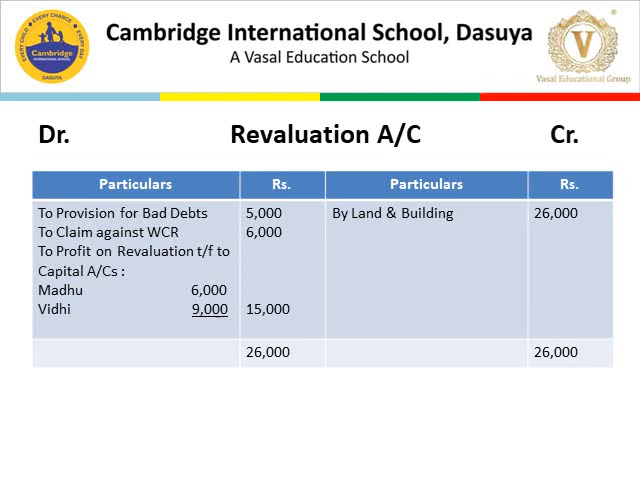 EVERY CHILD • EVERY CHANCE • EVERY DAY
Cambridge
INTERNATIONAL SCHOOL
DASUYA
Cambridge International School, Dasuya
A Vasal Education School
V
Vasal Educational Group
Dr. Revaluation A/C Cr.
Particulars Rs. Particulars Rs.
To Provision for Bad Debts 5,000 By Land & Building 26,000
To Claim against WCR 6,000
To Profit on Revaluation t/f to
Capital A/Cs :
Madhu 6,000
Vidhi 9,000 15,000
26,000 26,000